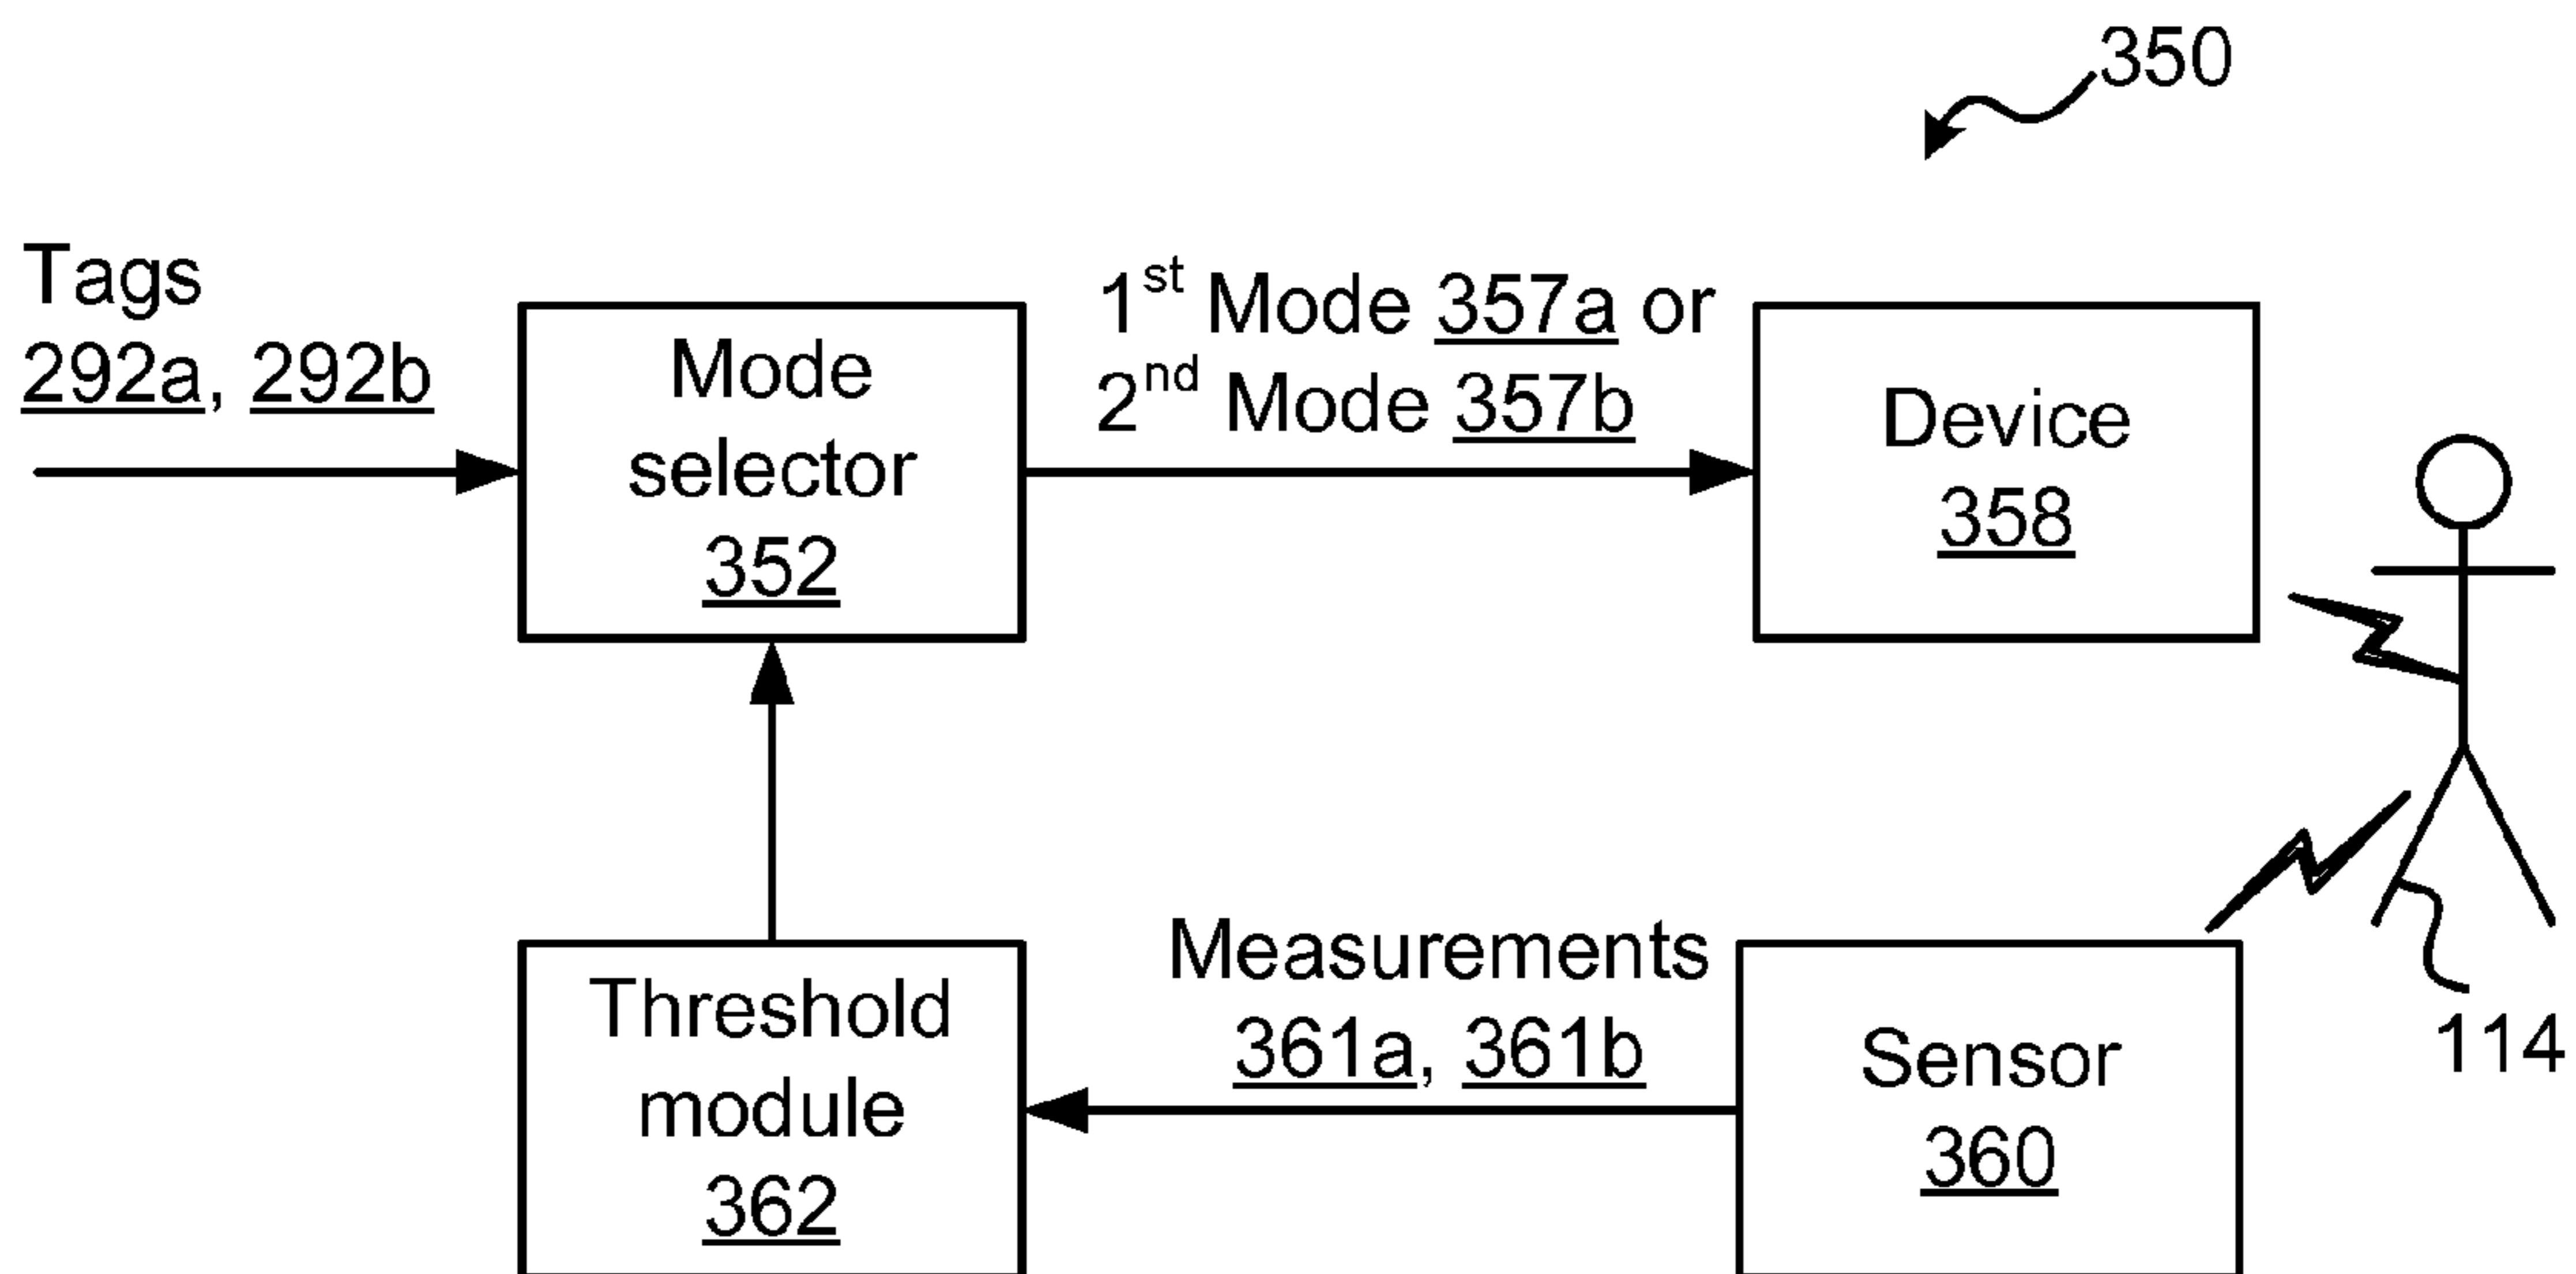 350
Tags
292a, 292b
Mode
selector
352
1st Mode 357a or
2nd Mode 357b
Device
358
Threshold
module
362
Measurements
361a, 361b
Sensor
360
114